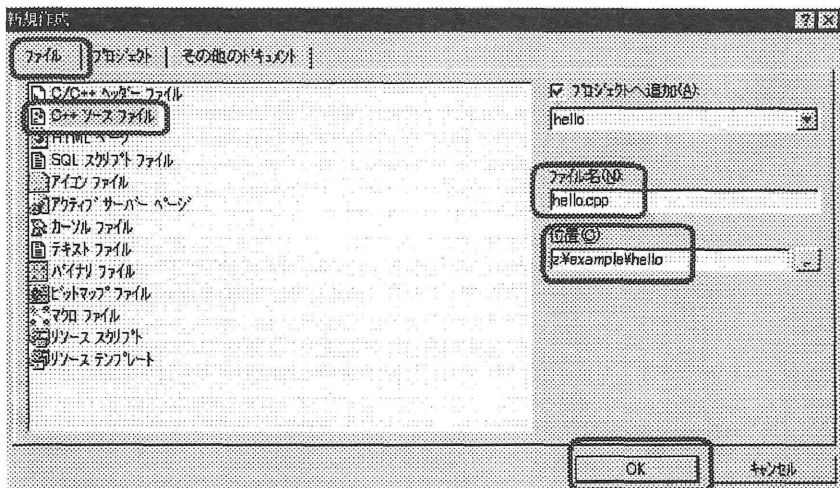 新規作成
ファイル プロジェクト その他のドキュメント
C/C++ ヘッダー ファイル
C++ ソース ファイル
HTML ページ
SQL スクリプト ファイル
アイコン ファイル
アクティブ サーバー ページ
カーソル ファイル
テキスト ファイル
バイナリ ファイル
ビットマップ ファイル
マクロ ファイル
リソース スクリプト
リソース テンプレート
プロジェクトへ追加(A):
hello
ファイル名(N):
hello.cpp
位置(C):
z:¥example¥hello
...
OK キャンセル